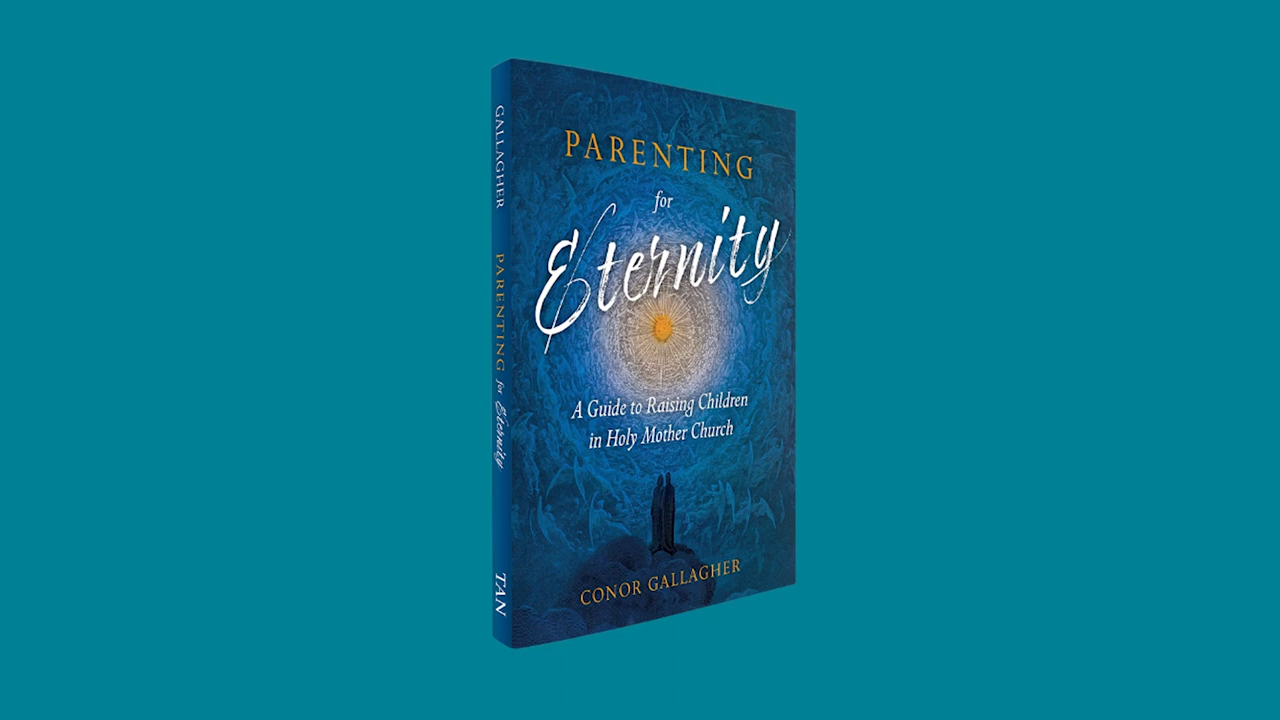 GALLAGHER PARENTING for Eternity TAN
PARENTING
for
Eternity
A Guide to Raising Children
in Holy Mother Church
CONOR GALLAGHER